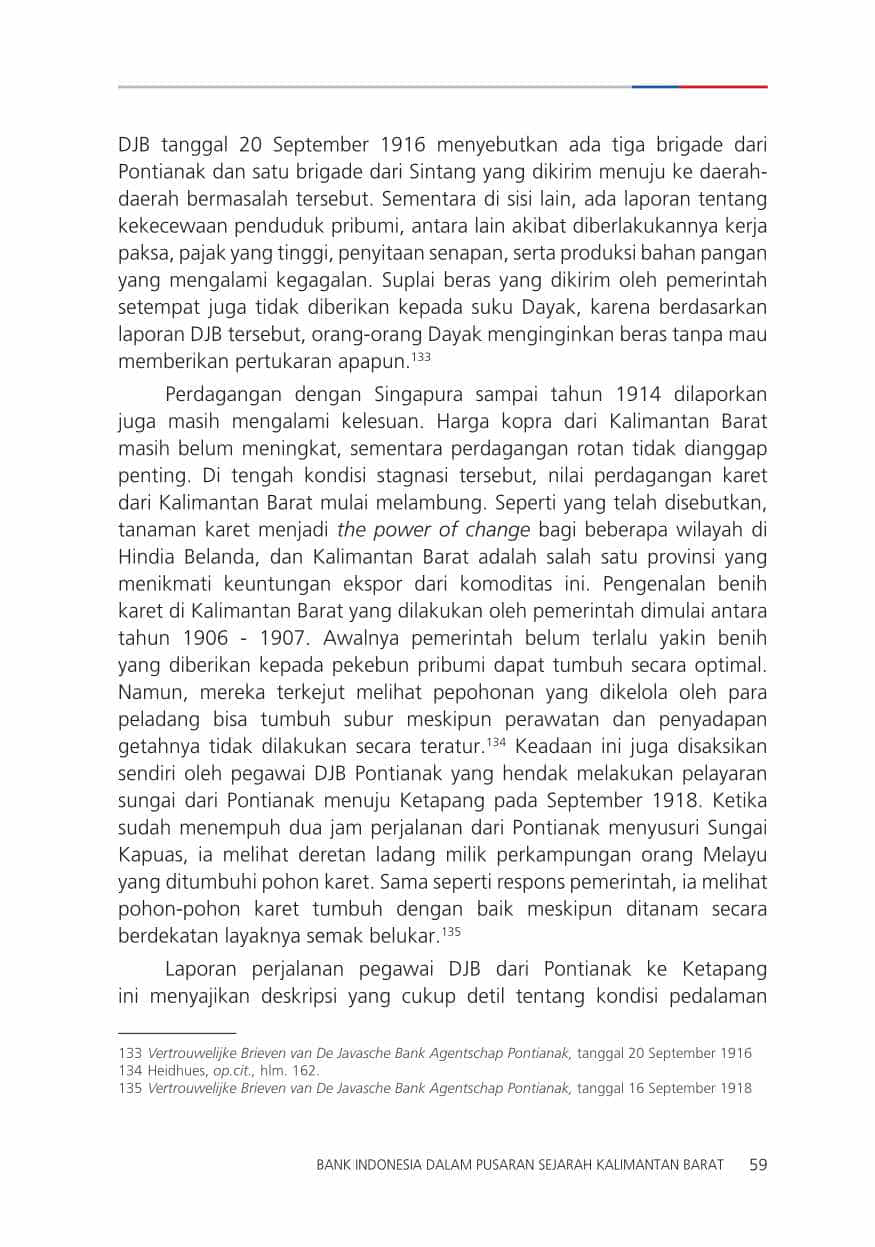 DJB tanggal 20 September 1916 menyebutkan ada tiga brigade dari
Pontianak dan satu brigade dari Sintang yang dikirim menuju ke daerah-
daerah bermasalah tersebut. Sementara di sisi lain, ada laporan tentang
kekecewaan penduduk pribumi, antara lain akibat diberlakukannya kerja
paksa, pajak yang tinggi, penyitaan senapan, serta produksi bahan pangan
yang mengalami kegagalan. Suplai beras yang dikirim oleh pemerintah
setempat juga tidak diberikan kepada suku Dayak, karena berdasarkan
laporan DJB tersebut, orang-orang Dayak menginginkan beras tanpa mau
memberikan pertukaran apapun.133
Perdagangan dengan Singapura sampai tahun 1914 dilaporkan
juga masih mengalami kelesuan. Harga kopra dari Kalimantan Barat
masih belum meningkat, sementara perdagangan rotan tidak dianggap
penting. Di tengah kondisi stagnasi tersebut, nilai perdagangan karet
dari Kalimantan Barat mulai melambung. Seperti yang telah disebutkan,
tanaman karet menjadi the power of change bagi beberapa wilayah di
Hindia Belanda, dan Kalimantan Barat adalah salah satu provinsi yang
menikmati keuntungan ekspor dari komoditas ini. Pengenalan benih
karet di Kalimantan Barat yang dilakukan oleh pemerintah dimulai antara
tahun 1906 - 1907. Awalnya pemerintah belum terlalu yakin benih
yang diberikan kepada pekebun pribumi dapat tumbuh secara optimal.
Namun, mereka terkejut melihat pepohonan yang dikelola oleh para
peladang bisa tumbuh subur meskipun perawatan dan penyadapan
getahnya tidak dilakukan secara teratur.134 Keadaan ini juga disaksikan
sendiri oleh pegawai DJB Pontianak yang hendak melakukan pelayaran
sungai dari Pontianak menuju Ketapang pada September 1918. Ketika
sudah menempuh dua jam perjalanan dari Pontianak menyusuri Sungai
Kapuas, ia melihat deretan ladang milik perkampungan orang Melayu
yang ditumbuhi pohon karet. Sama seperti respons pemerintah, ia melihat
pohon-pohon karet tumbuh dengan baik meskipun ditanam secara
berdekatan layaknya semak belukar.135
Laporan perjalanan pegawai DJB dari Pontianak ke Ketapang
ini menyajikan deskripsi yang cukup detil tentang kondisi pedalaman
133 Vertrouwelijke Brieven van De Javasche Bank Agentschap Pontianak, tanggal 20 September 1916
134 Heidhues, op.cit., hlm. 162.
135 Vertrouwelijke Brieven van De Javasche Bank Agentschap Pontianak, tanggal 16 September 1918
BANK INDONESIA DALAM PUSARAN SEJARAH KALIMANTAN BARAT 59